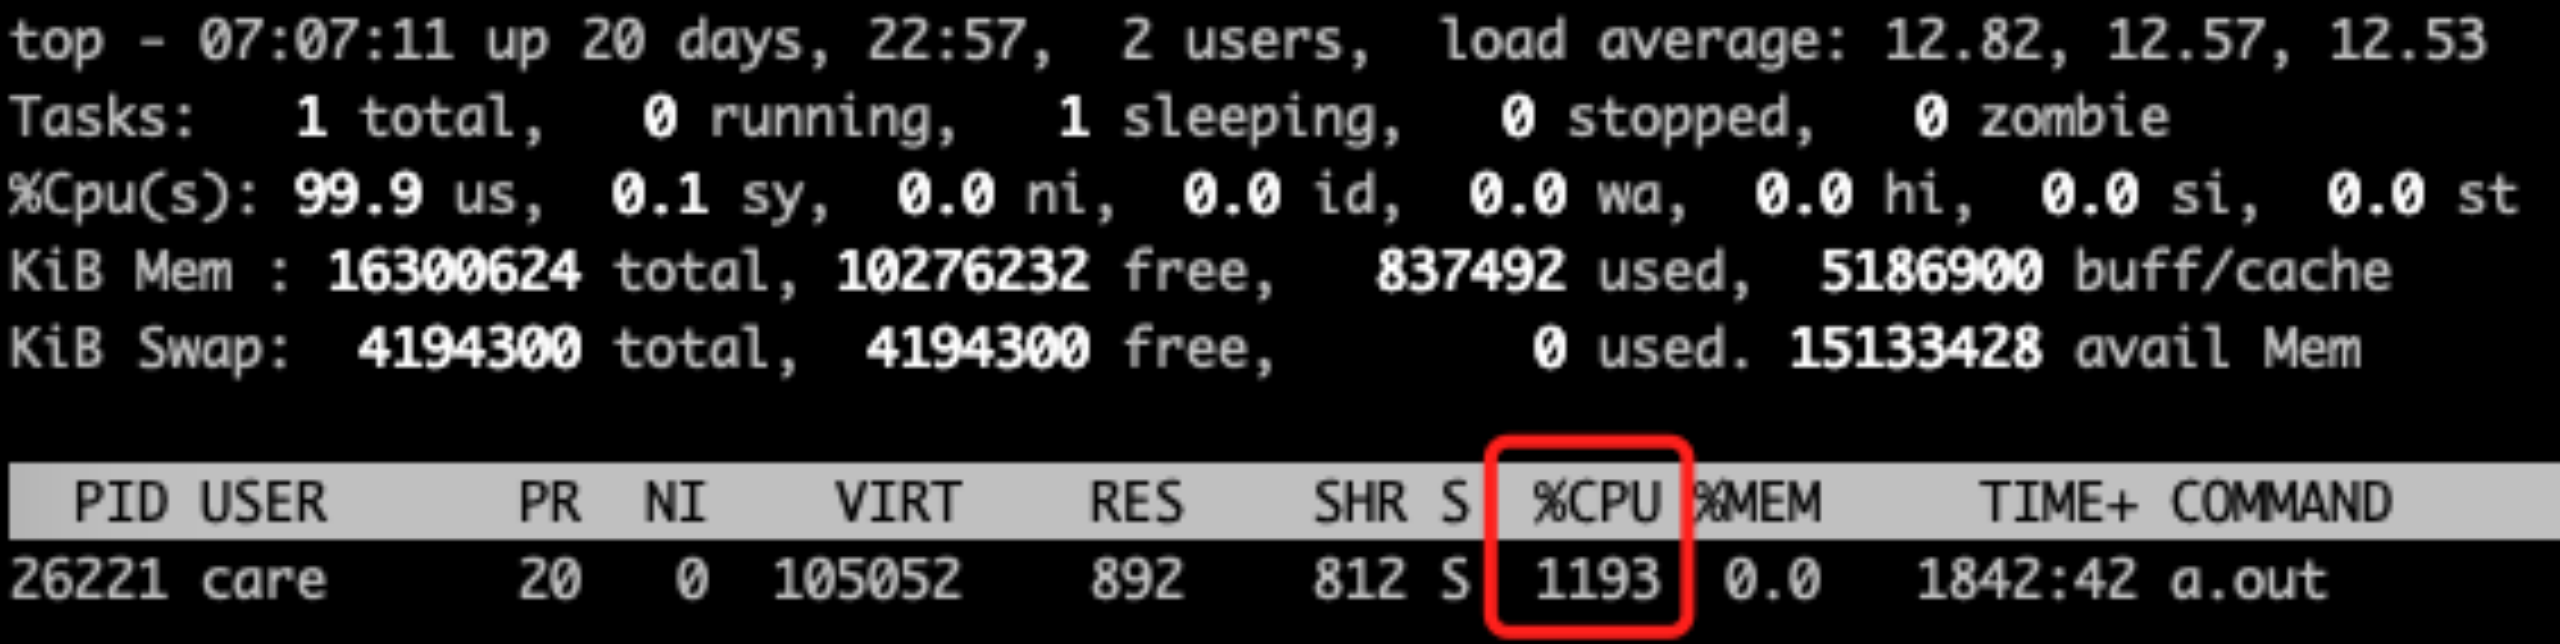 top - 07:07:11 up 20 days, 22:57,  2 users,  load average: 12.82, 12.57, 12.53
Tasks:   1 total,   0 running,   1 sleeping,   0 stopped,   0 zombie
%Cpu(s): 99.9 us,  0.1 sy,  0.0 ni,  0.0 id,  0.0 wa,  0.0 hi,  0.0 si,  0.0 st
KiB Mem : 16300624 total, 10276232 free,   837492 used,  5186900 buff/cache
KiB Swap:  4194300 total,  4194300 free,        0 used. 15133428 avail Mem
PID USER      PR  NI    VIRT    RES    SHR S  %CPU %MEM     TIME+ COMMAND
26221 care      20   0  105052    892    812 S  1193  0.0   1842:42 a.out